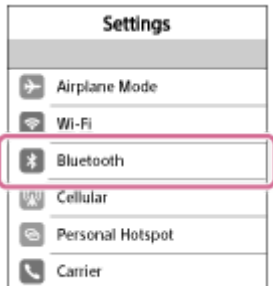 Settings
Airplane Mode
Wi-Fi
Bluetooth
Cellular
Personal Hotspot
Carrier